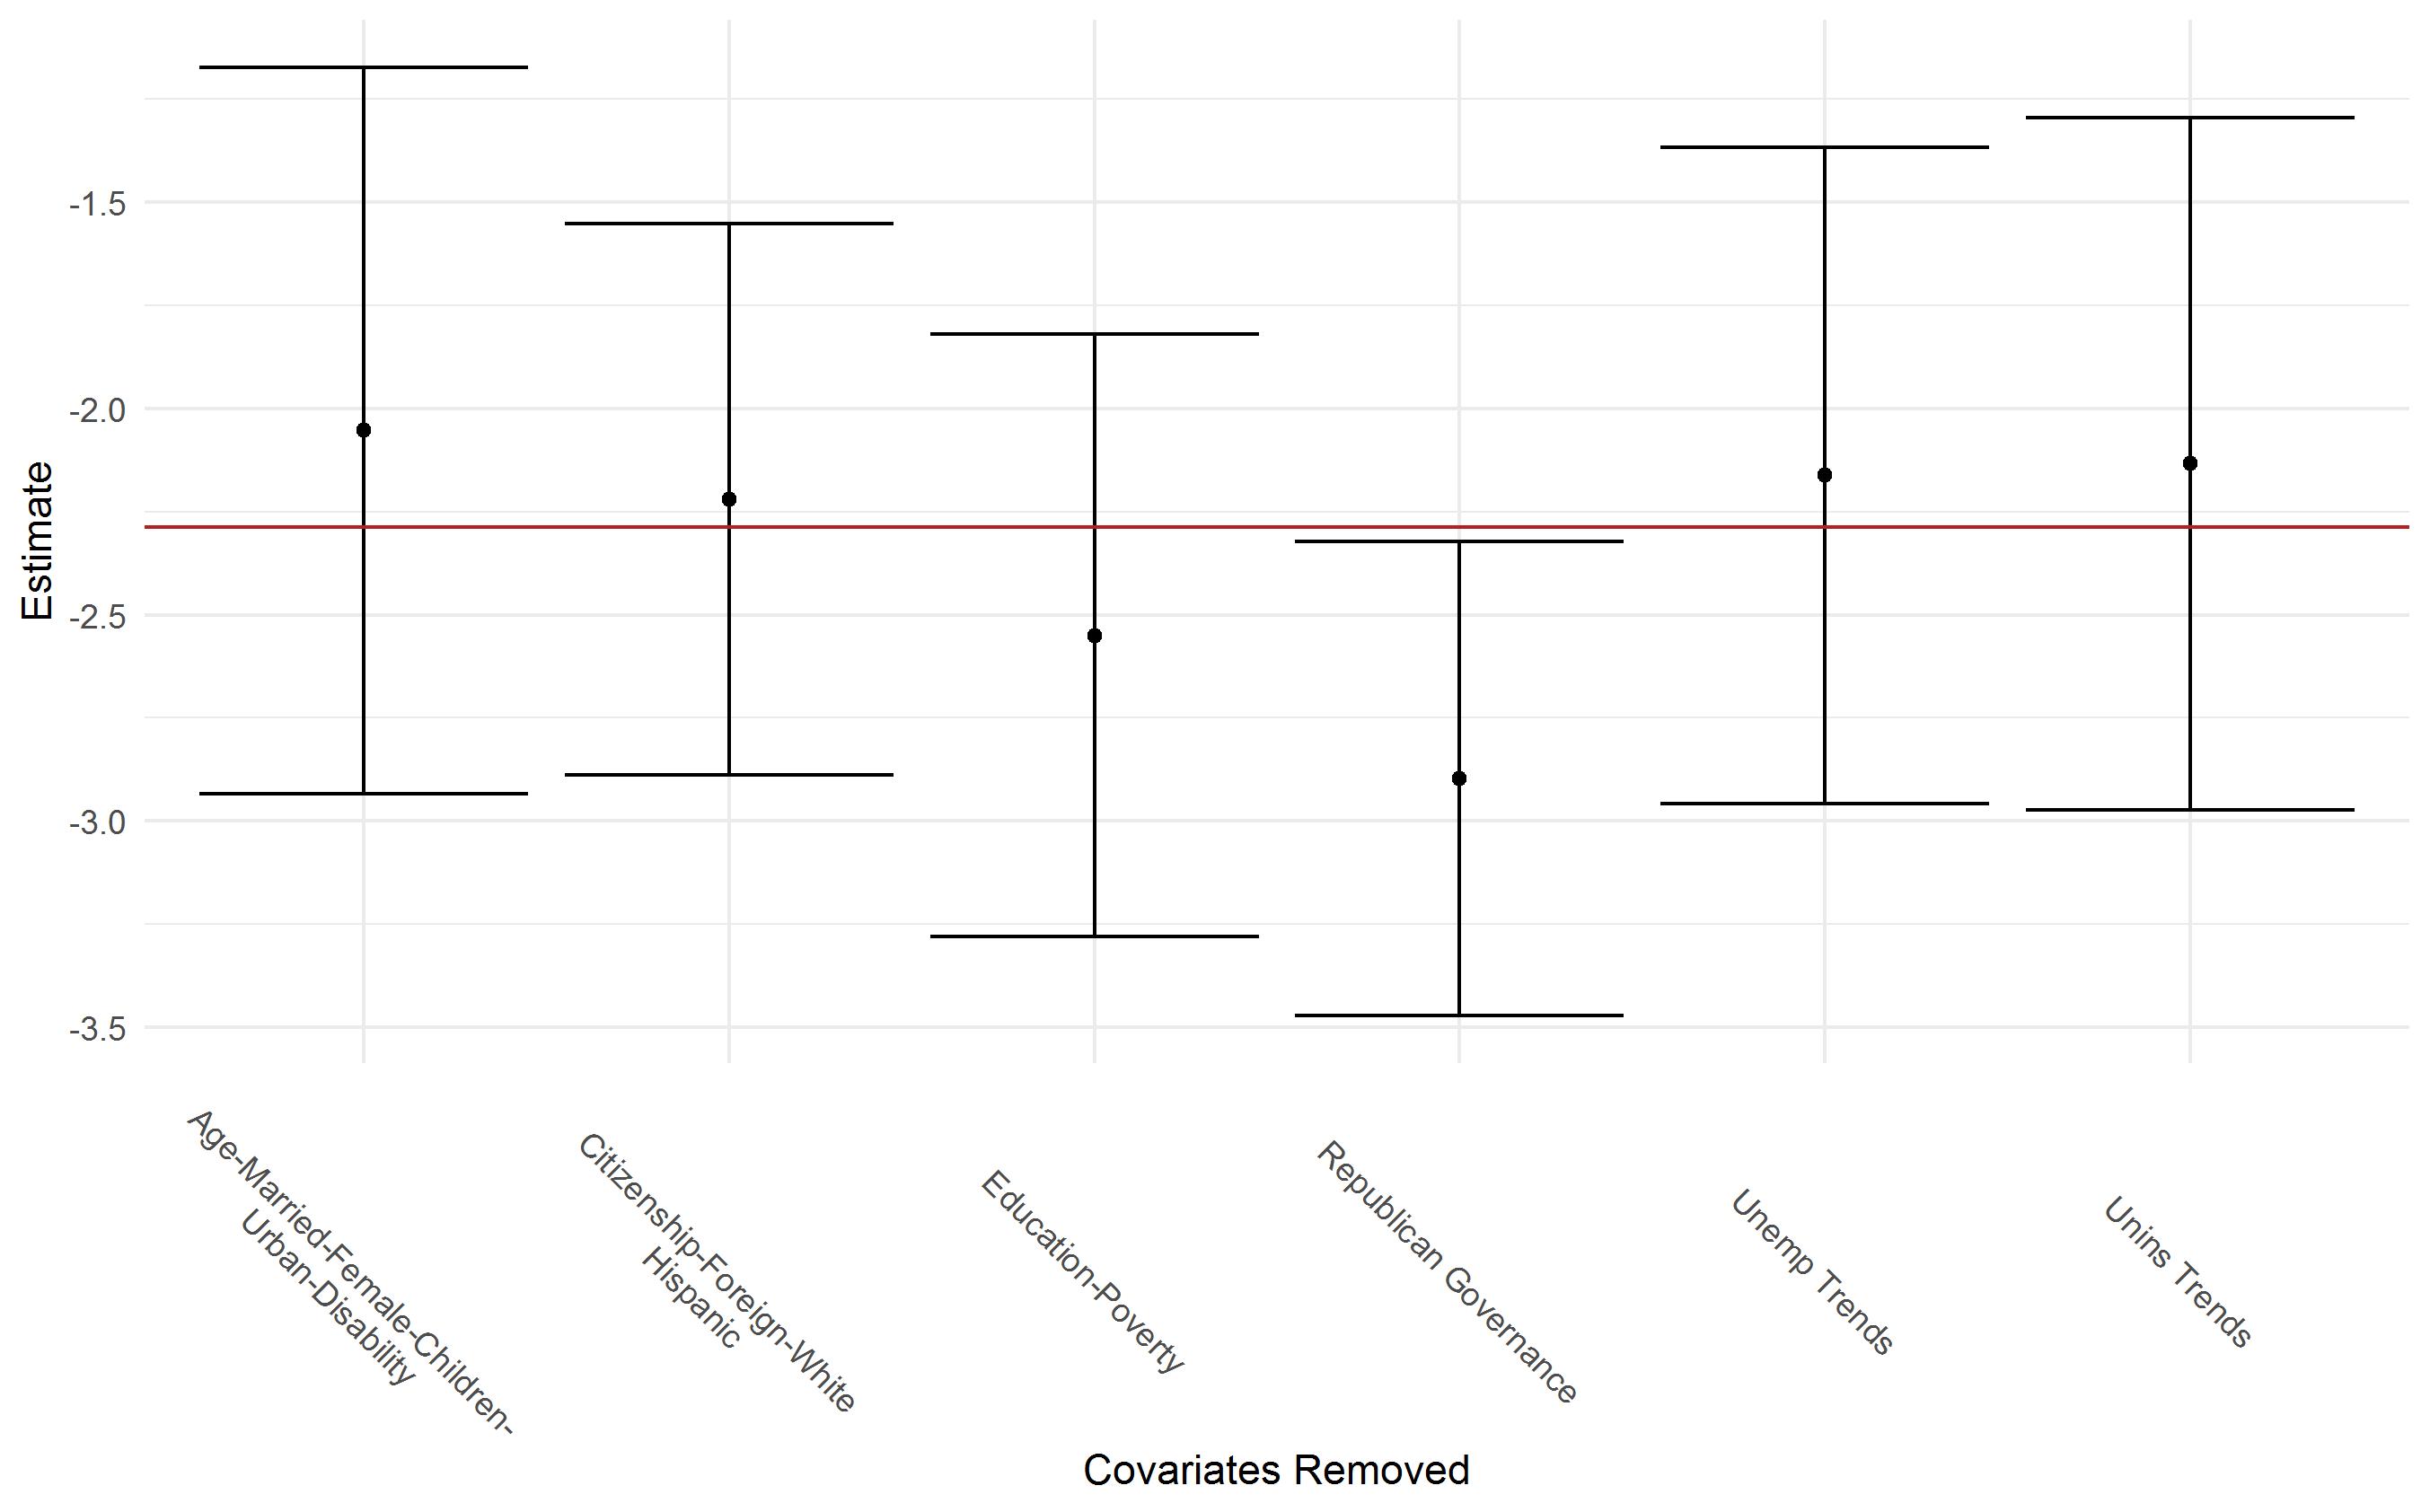 Estimate
-1.5
-2.0
-2.5
-3.0
-3.5
Age-Married-Female-Children-
Urban-Disability
Citizenship-Foreign-White
Hispanic
Education-Poverty
Republican Governance
Unemp Trends
Unins Trends
Covariates Removed